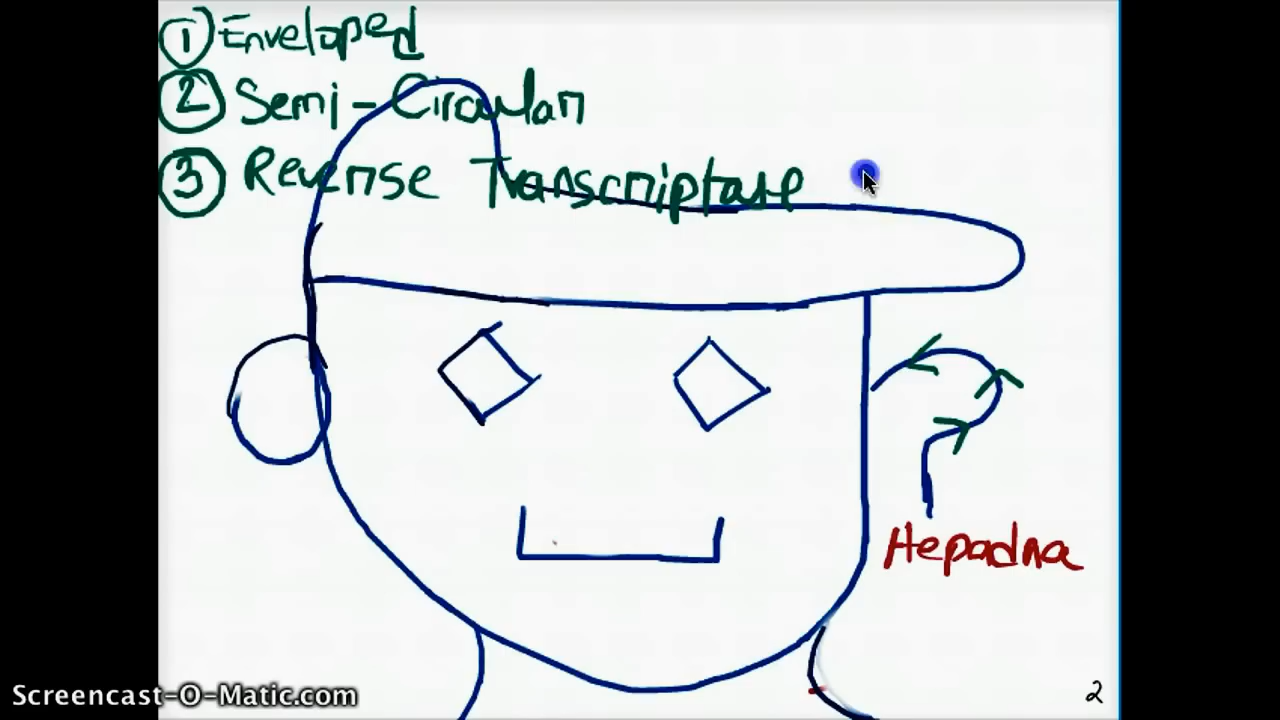 1 Enveloped
2 Semi-Circular
3 Reverse Transcriptase
Hepadna
Screencast-O-Matic.com
2